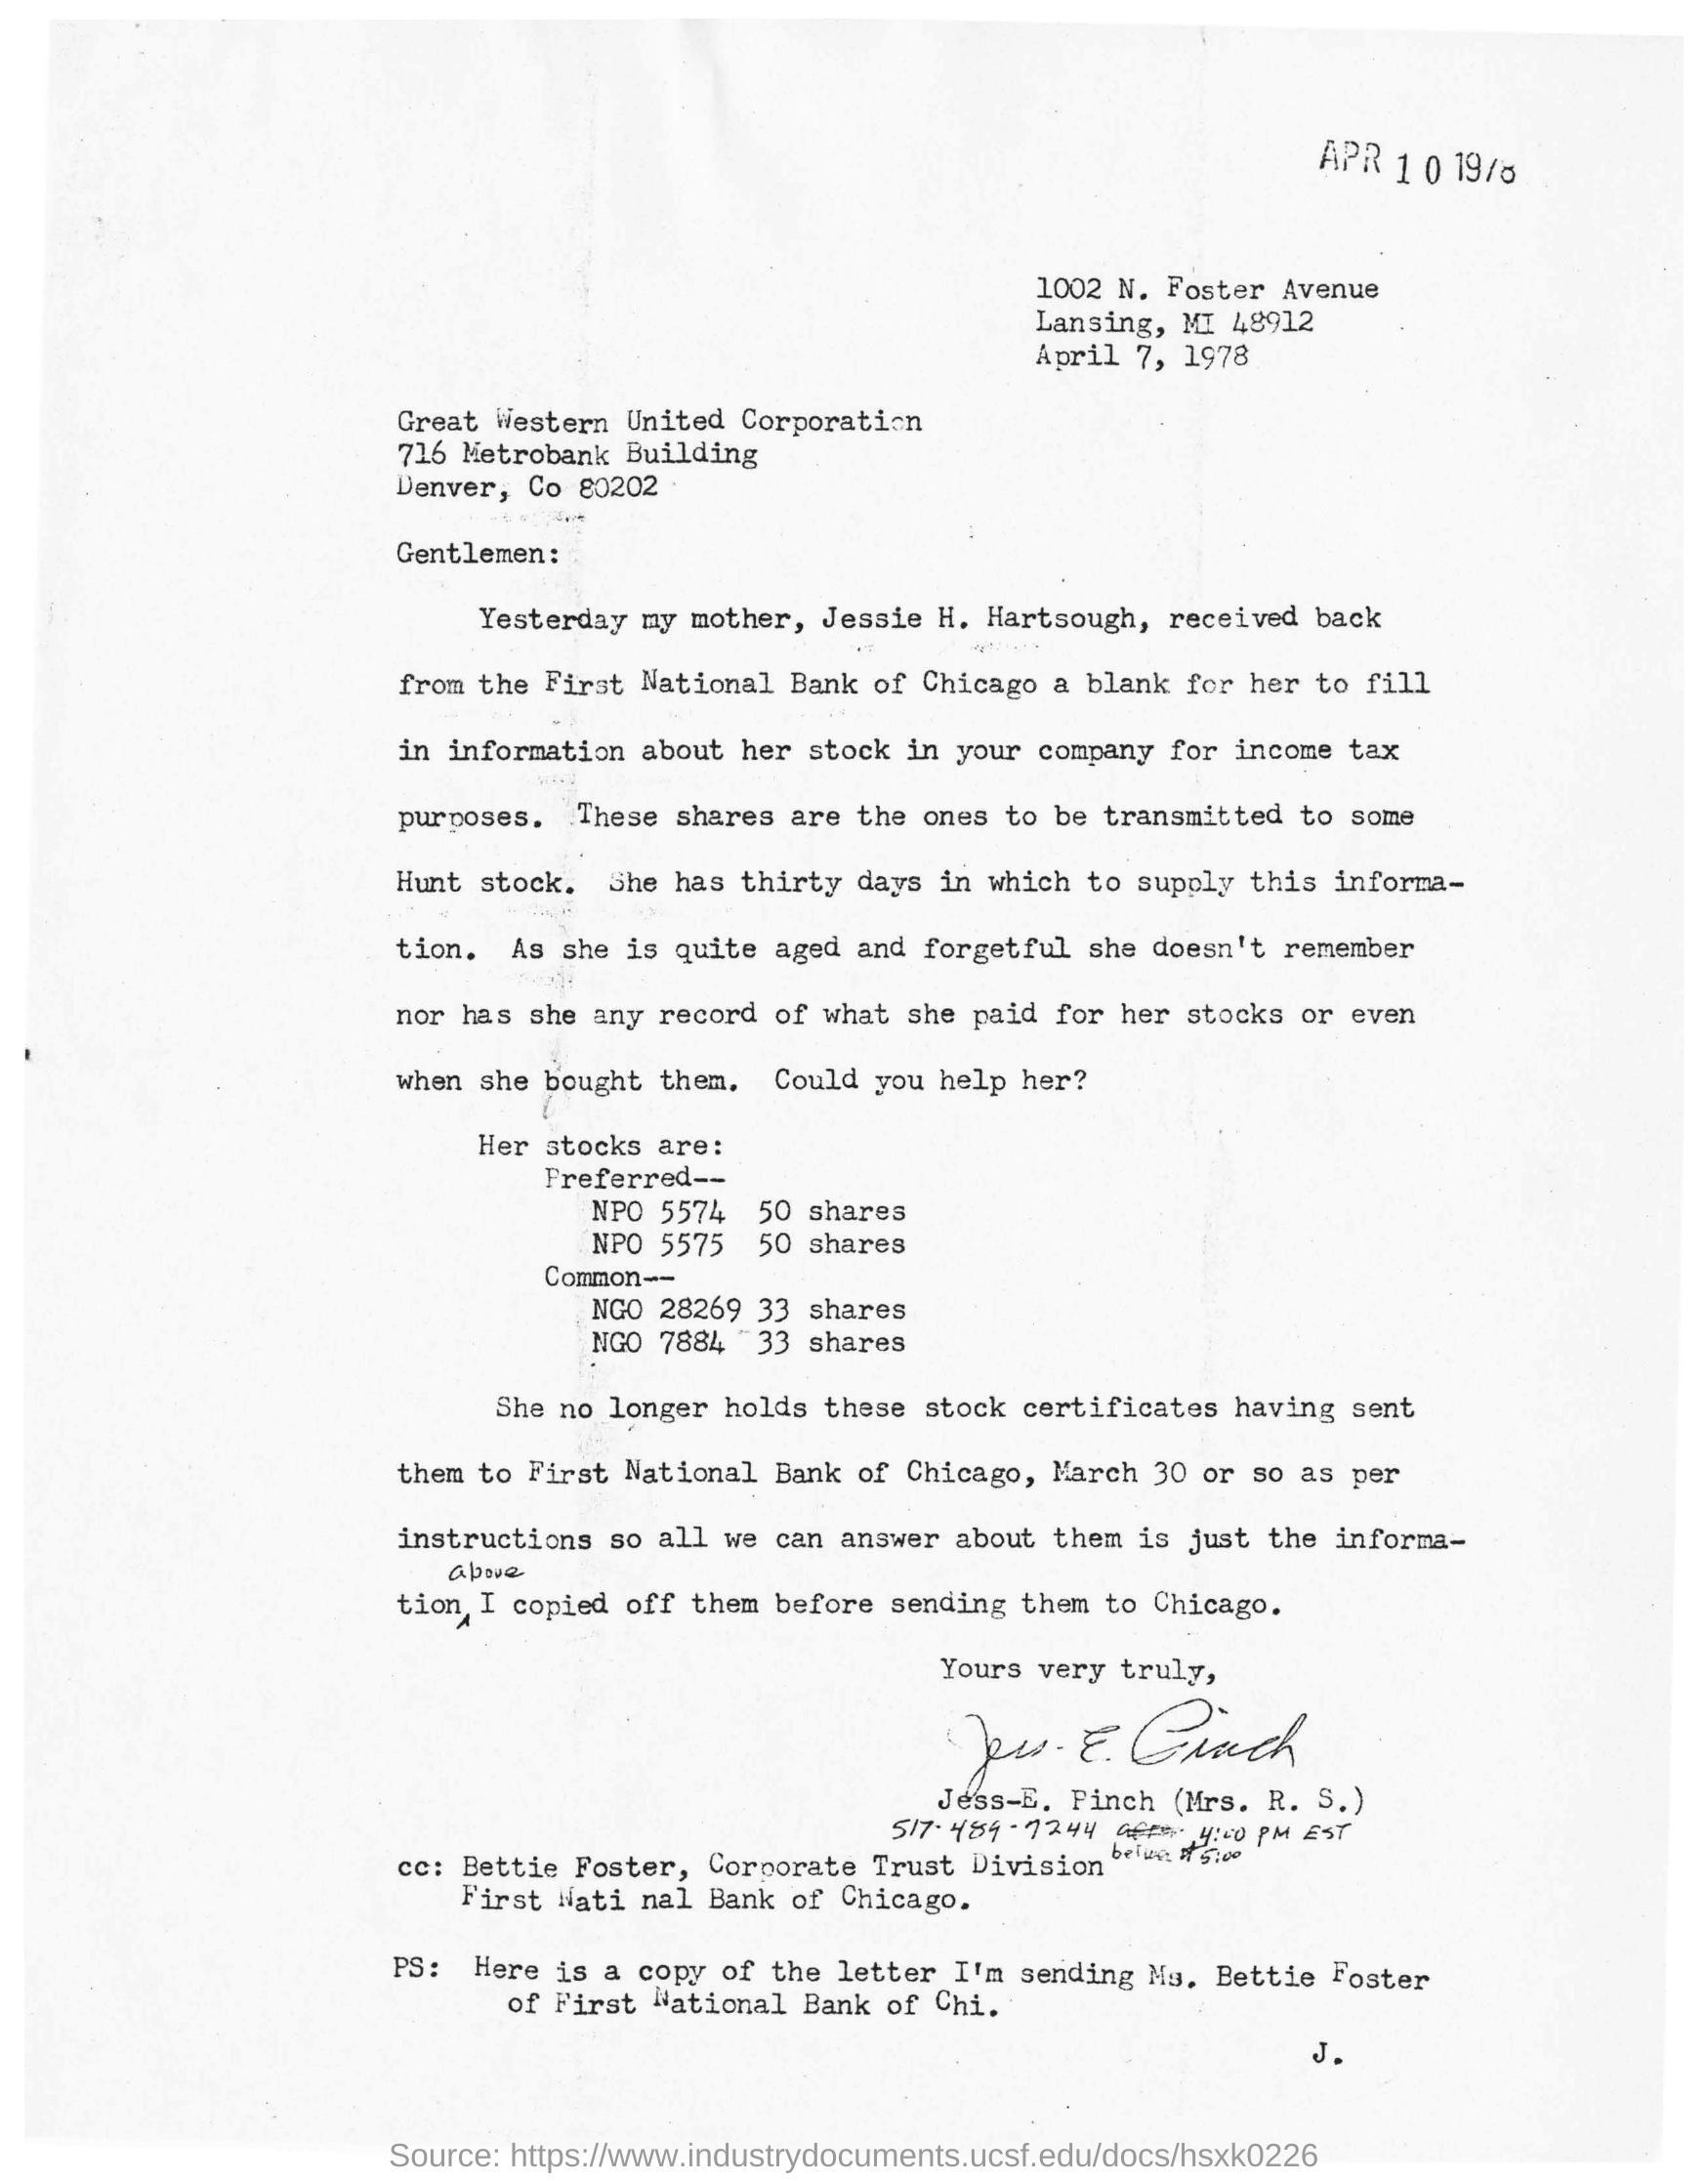 APR 10 1978
1002 N. Foster Avenue
Lansing, MI 48912
April 7, 1978
Great Western United Corporation
716 Metrobank Building
Denver, Co 80202
Gentlemen:
Yesterday my mother, Jessie H. Hartsough, received back
from the First National Bank of Chicago a blank for her to fill
in information about her stock in your company for income tax
purposes. These shares are the ones to be transmitted to some
Hunt stock. She has thirty days in which to supply this informa-
tion. As she is quite aged and forgetful she doesn't remember
nor has she any record of what she paid for her stocks or even
when she bought them. Could you help her?
Her stocks are:
Preferred--
NPO 5574 50 shares
NPO 5575 50 shares
Common--
NGO 28269 33 shares
NGO 7884 33 shares
She no longer holds these stock certificates having sent
them to First National Bank of Chicago, March 30 or so as per
instructions so all we can answer about them is just the informa-
above
tion, I copied off them before sending them to Chicago.
Yours very truly,
Jess-E. Pinch
Jess-E. Pinch (Mrs. R. S.)
517-489-7244 after 4:00 PM EST
5:00
cc: Bettie Foster, Corporate Trust Division
First Nati nal Bank of Chicago.
PS: Here is a copy of the letter I'm sending Ms. Bettie Foster
of First National Bank of Chi.
J.
Source: https://www.industrydocuments.ucsf.edu/docs/hsxk0226